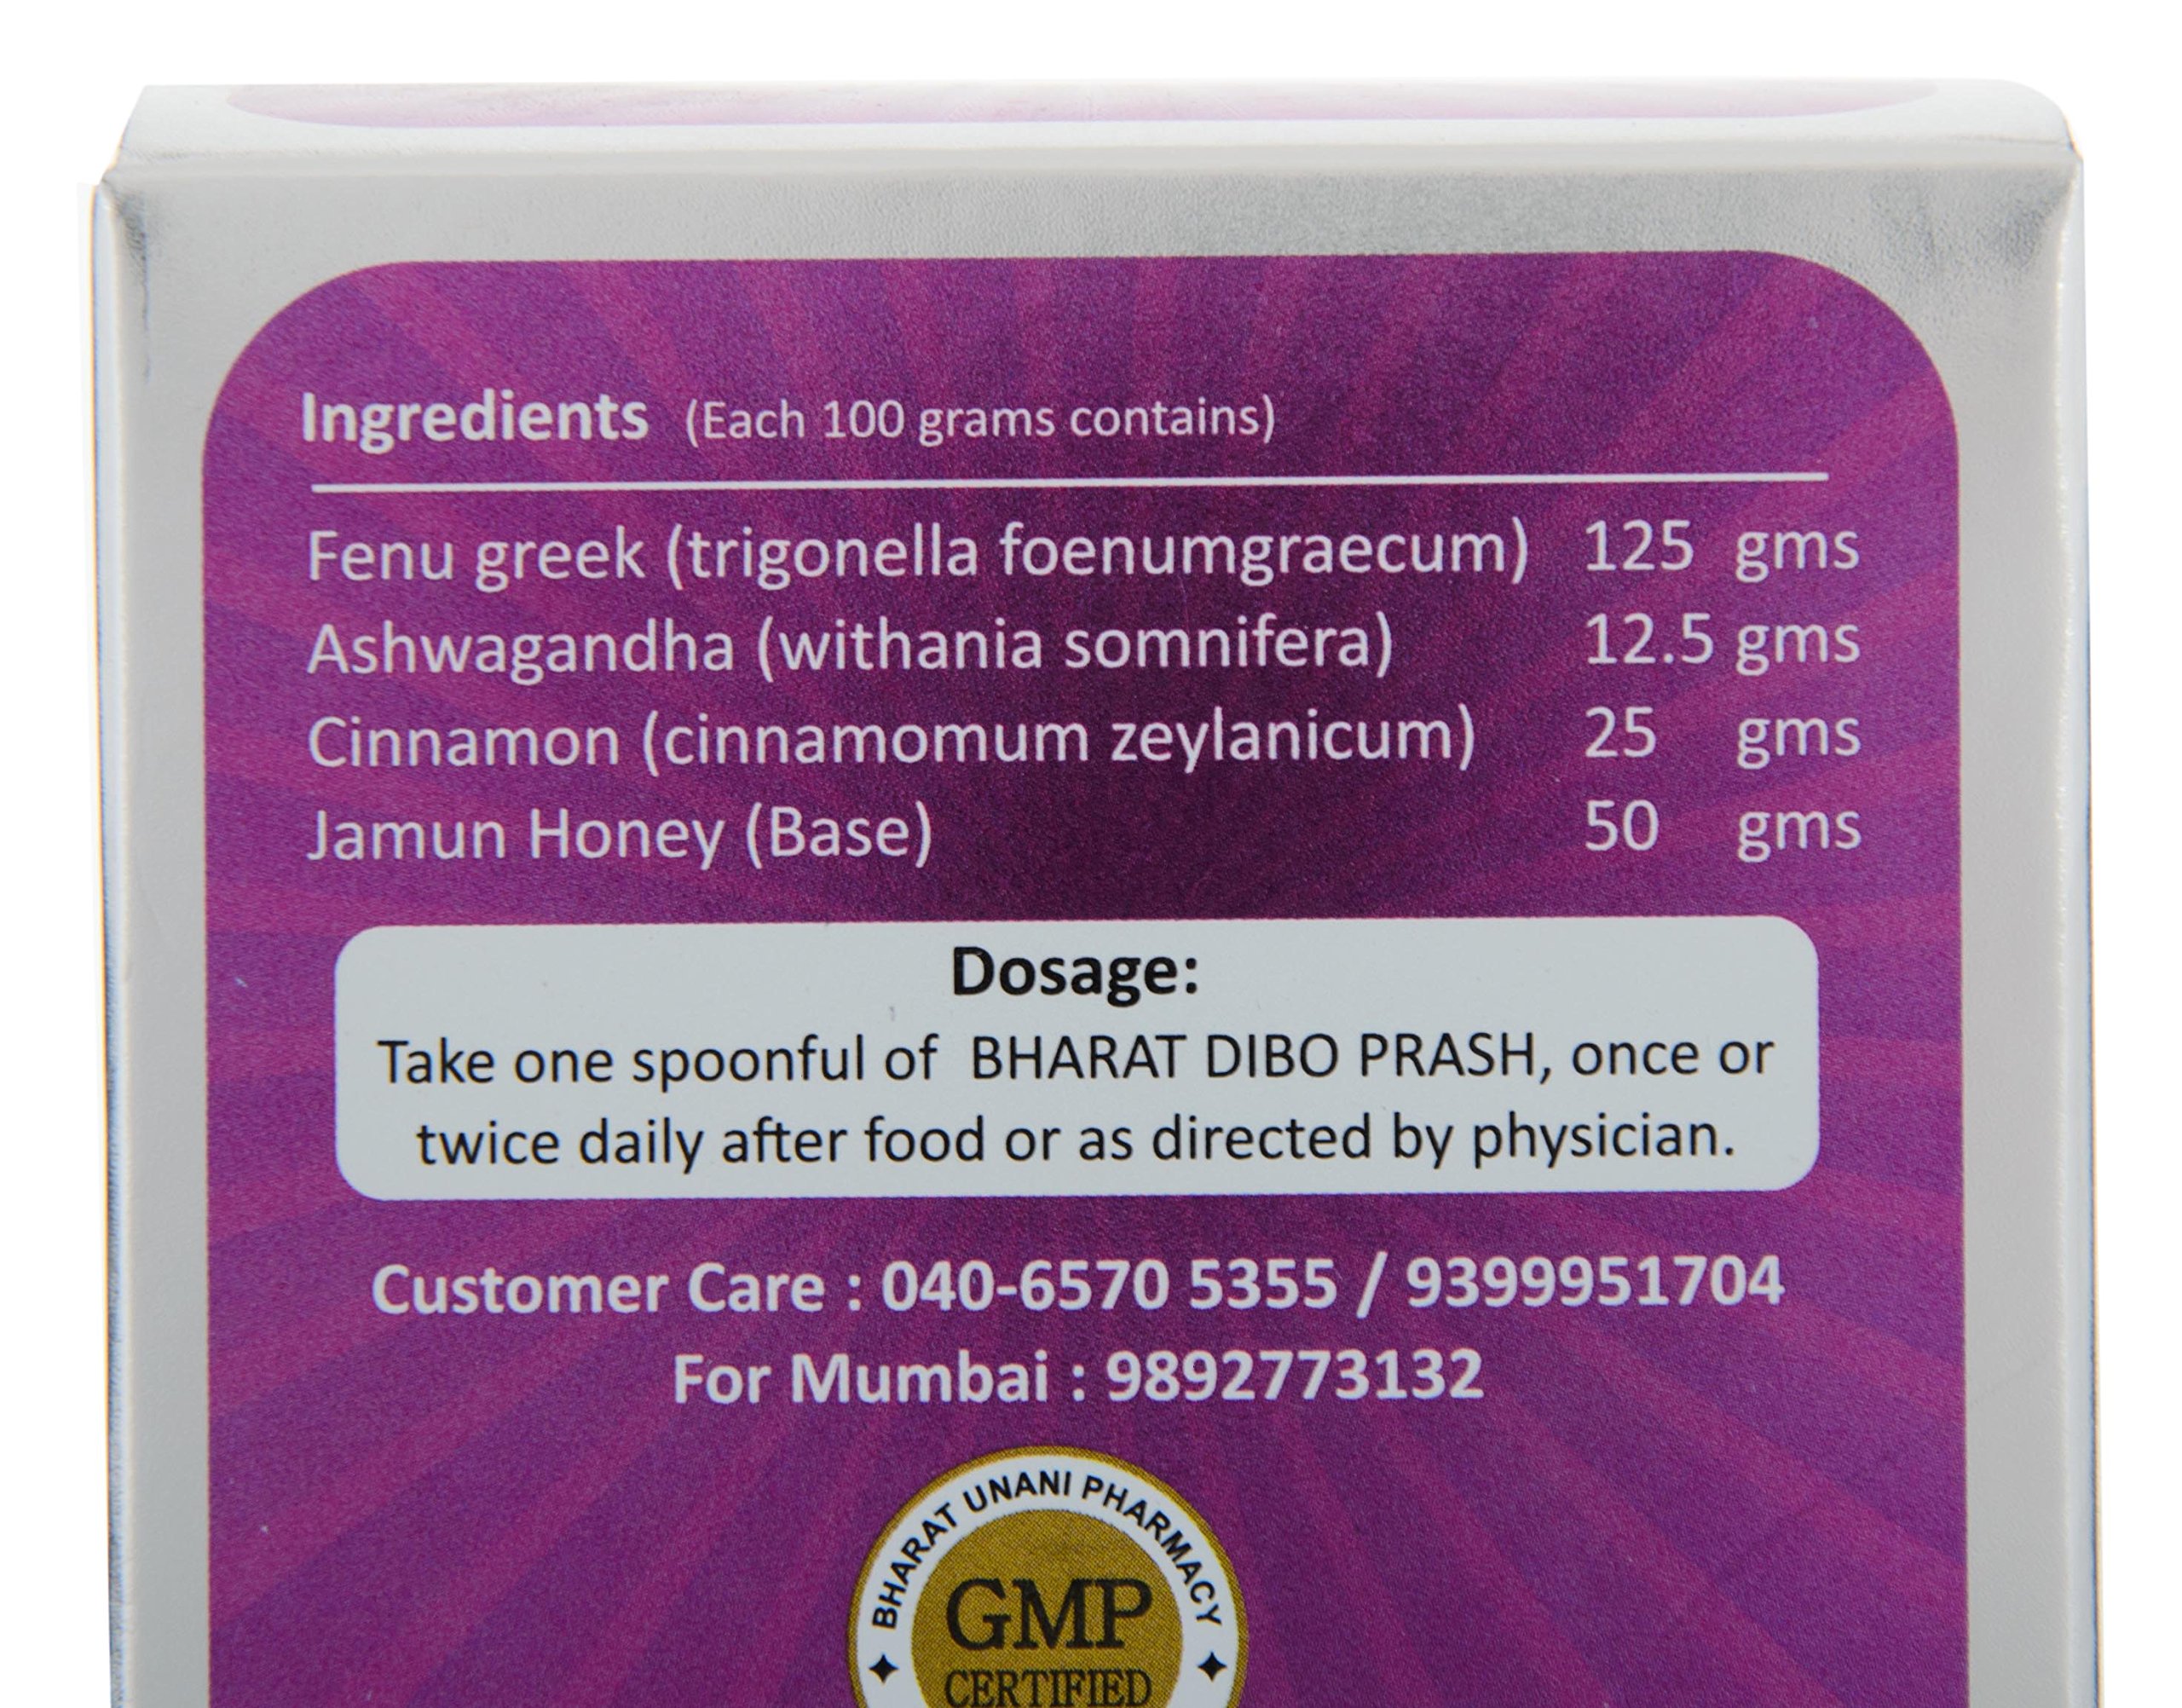 Ingredients (Each 100 grams contains)
Fenu greek (trigonella foenumgraecum) 125 gms
Ashwagandha (withania somnifera) 12.5 gms
Cinnamon (cinnamomum zeylanicum) 25 gms
Jamun Honey (Base) 50 gms
Dosage:
Take one spoonful of BHARAT DIBO PRASH, once or
twice daily after food or as directed by physician.
Customer Care : 040-6570 5355 / 9399951704
For Mumbai : 9892773132
BHARAT UNANI PHARMACY
GMP
CERTIFIED